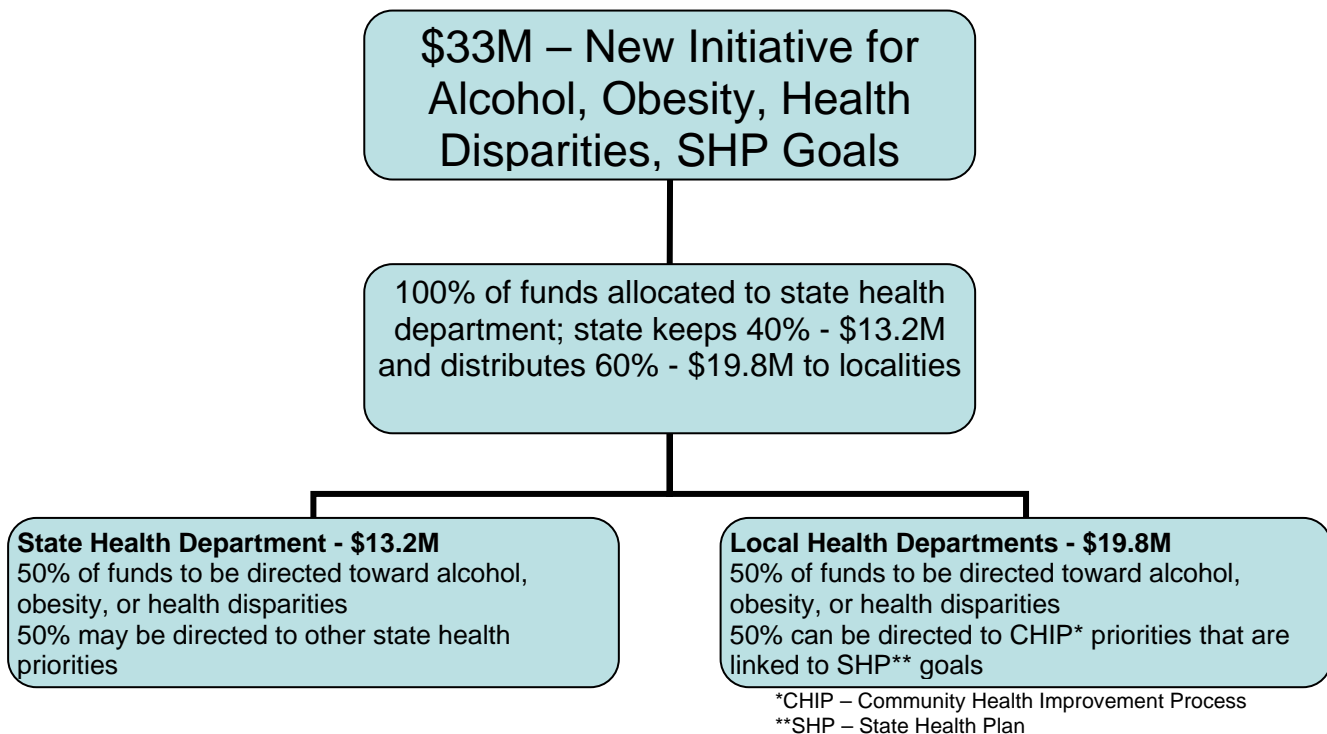 $33M – New Initiative for
Alcohol, Obesity, Health
Disparities, SHP Goals
100% of funds allocated to state health
department; state keeps 40% - $13.2M
and distributes 60% - $19.8M to localities
State Health Department - $13.2M
50% of funds to be directed toward alcohol,
obesity, or health disparities
50% may be directed to other state health
priorities
Local Health Departments - $19.8M
50% of funds to be directed toward alcohol,
obesity, or health disparities
50% can be directed to CHIP* priorities that are
linked to SHP** goals
*CHIP – Community Health Improvement Process
**SHP – State Health Plan